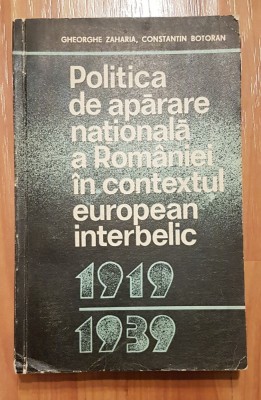 GHEORGHE ZAHARIA, CONSTANTIN BOTORAN
Politica
de apărare
națională
a României
în contextul
european
interbelic
1919
1939